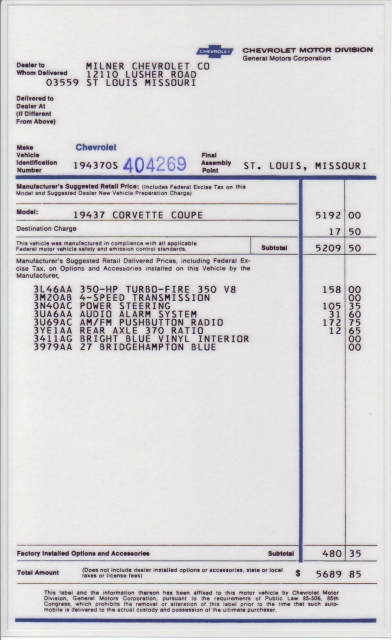 CHEVROLET
CHEVROLET MOTOR DIVISION
General Motors Corporation
Dealer to
Whom Delivered
MILNER CHEVROLET CO
12110 LUSHER ROAD
03559 ST LOUIS MISSOURI
Delivered to
Dealer At
(If Different
From Above)
Make Chevrolet
Vehicle
Identification
Number
194370S 404269
Final
Assembly
Point
ST. LOUIS, MISSOURI
Manufacturer's Suggested Retail Price: (Includes Federal Excise Tax on this
Model and Suggested Dealer New Vehicle Preparation Charge)
Model: 19437 CORVETTE COUPE 5192 00
Destination Charge 17 50
This vehicle was manufactured in compliance with all applicable
Federal motor vehicle safety and emission control standards. Subtotal 5209 50
Manufacturer's Suggested Retail Delivered Prices, including Federal Ex-
cise Tax, on Options and Accessories installed on this Vehicle by the
Manufacturer,
3L46AA 350-HP TURBO-FIRE 350 V8 158 00
3M20AB 4-SPEED TRANSMISSION 00
3N40AC POWER STEERING 105 35
3UA6AA AUDIO ALARM SYSTEM 31 60
3U69AC AM/FM PUSHBUTTON RADIO 172 75
3YE1AA REAR AXLE 370 RATIO 12 65
3411AG BRIGHT BLUE VINYL INTERIOR 00
3979AA 27 BRIDGEHAMPTON BLUE 00
Factory Installed Options and Accessories Subtotal 480 35
Total Amount (Does not include dealer installed options or accessories, state or local
taxes or license fees) $ 5689 85
This label and the information thereon has been affixed to this motor vehicle by Chevrolet Motor
Division, General Motors Corporation, pursuant to the requirements of Public Law 85-506, 85th
Congress, which prohibits the removal or alteration of this label prior to the time that such auto-
mobile is delivered to the actual custody and possession of the ultimate purchaser.